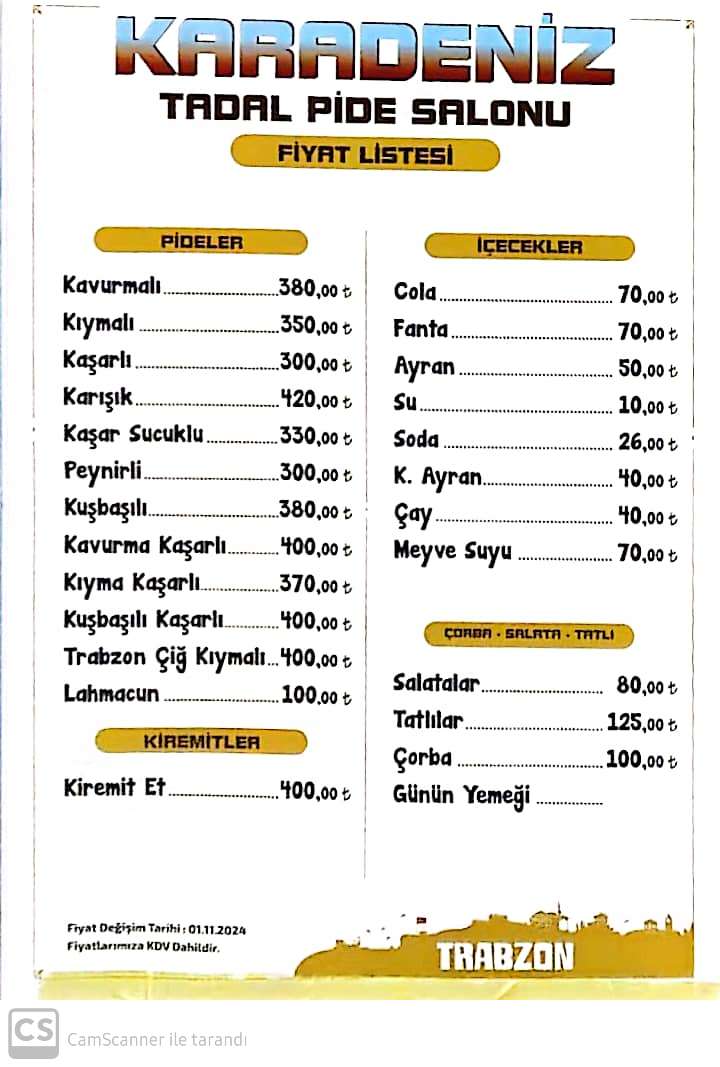 KARADENİZ
TADAL PİDE SALONU
FİYAT LİSTESİ
PİDELER
Kavurmalı 380,00 ₺
Kıymalı 350,00 ₺
Kaşarlı 300,00 ₺
Karışık 420,00 ₺
Kaşar Sucuklu 330,00 ₺
Peynirli 300,00 ₺
Kuşbaşılı 380,00 ₺
Kavurma Kaşarlı 400,00 ₺
Kıyma Kaşarlı 370,00 ₺
Kuşbaşılı Kaşarlı 400,00 ₺
Trabzon Çiğ Kıymalı 400,00 ₺
Lahmacun 100,00 ₺
KİREMİTLER
Kiremit Et 400,00 ₺
İÇECEKLER
Cola 70,00 ₺
Fanta 70,00 ₺
Ayran 50,00 ₺
Su 10,00 ₺
Soda 26,00 ₺
K. Ayran 40,00 ₺
Çay 40,00 ₺
Meyve Suyu 70,00 ₺
ÇORBA · SALATA · TATLI
Salatalar 80,00 ₺
Tatlılar 125,00 ₺
Çorba 100,00 ₺
Günün Yemeği
Fiyat Değişim Tarihi : 01.11.2024
Fiyatlarımıza KDV Dahildir.
TRABZON
CS CamScanner ile tarandı